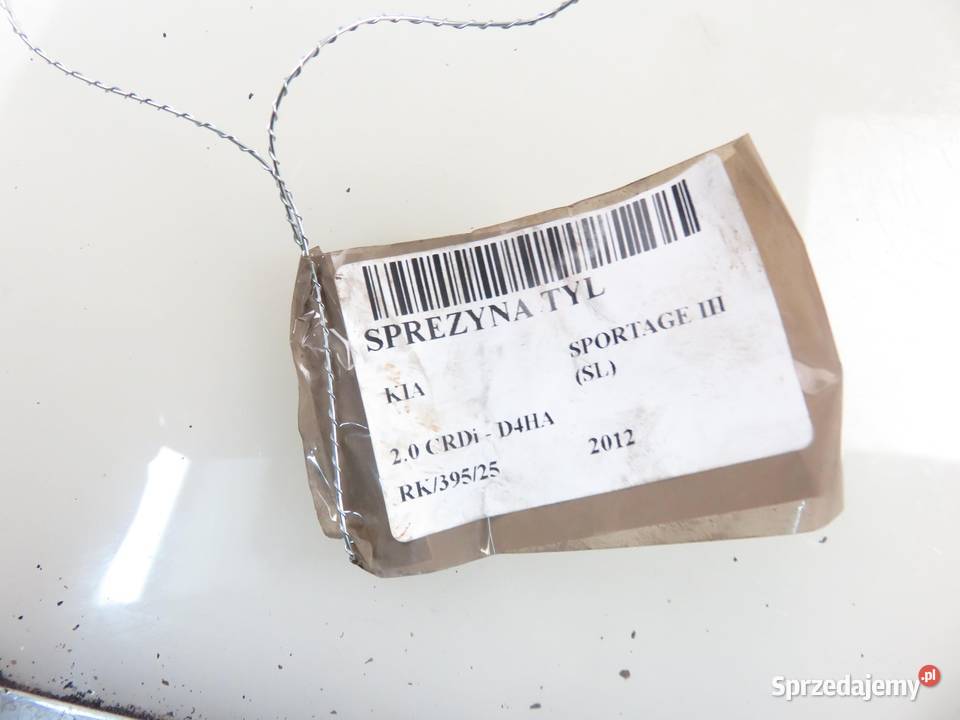 SPREZYNA TYL
KIA
SPORTAGE III
(SL)
2.0 CRDi - D4HA
2012
RK/395/25
Sprzedajemy.pl